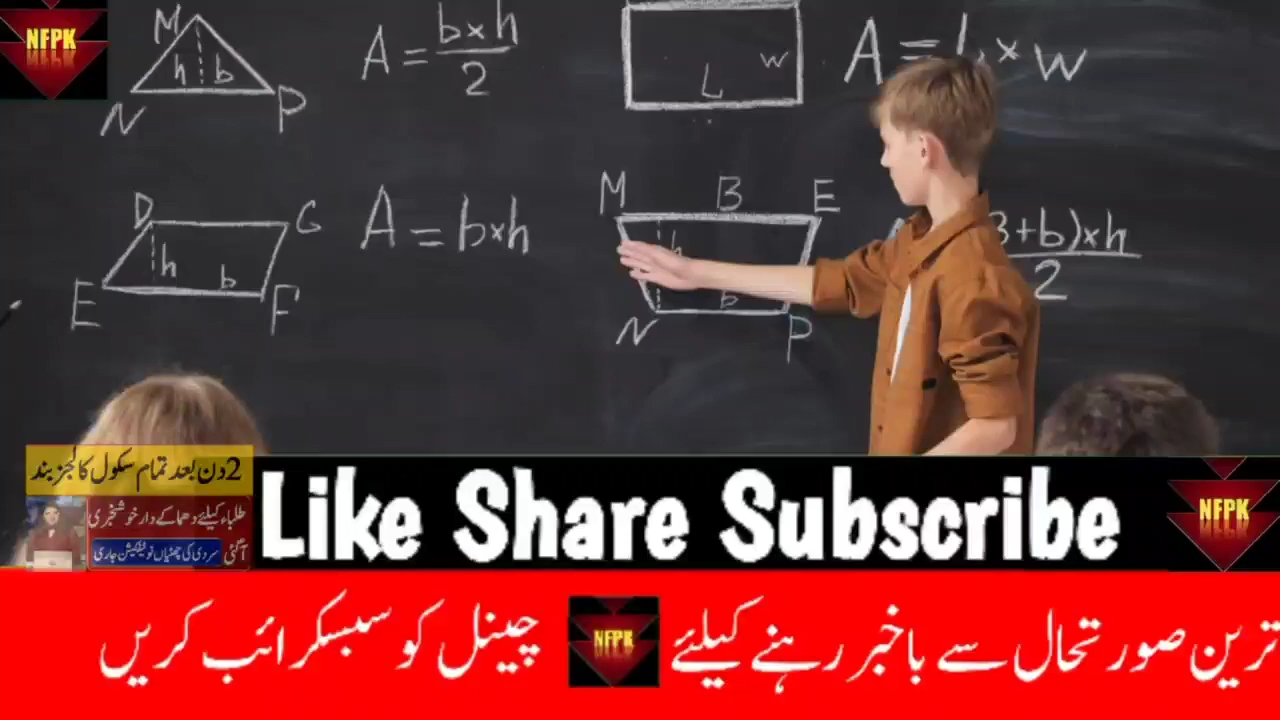 NFPK
M
h b
N P
A = b×h
2
L
W
A = L×W
D G
h b
E F
A = b×h
M B E
h
b
N P
3+b)×h
2
2 دن بعد تمام سکول کالجز بند
طلباء کیلئے دھماکے دار خوشخبری
آگئی سردی کی چھٹیاں نوٹیفکیشن جاری
Like Share Subscribe
NFPK
ترین صورتحال سے باخبر رہنے کیلئے NFPK چینل کو سبسکرائب کریں